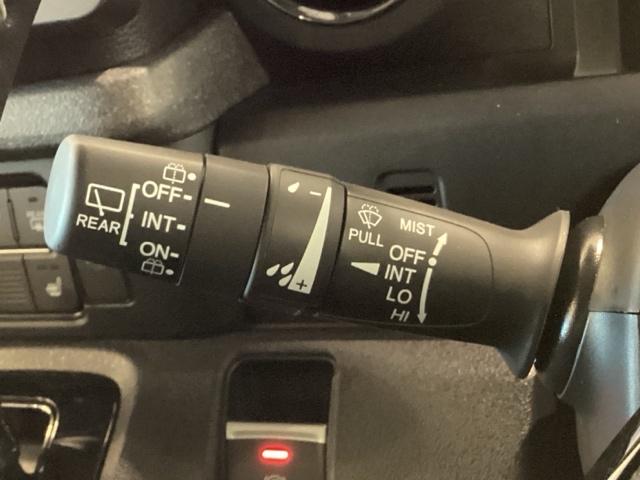 OFF
REAR
INT
ON
−
+
PULL
MIST
OFF
INT
LO
HI